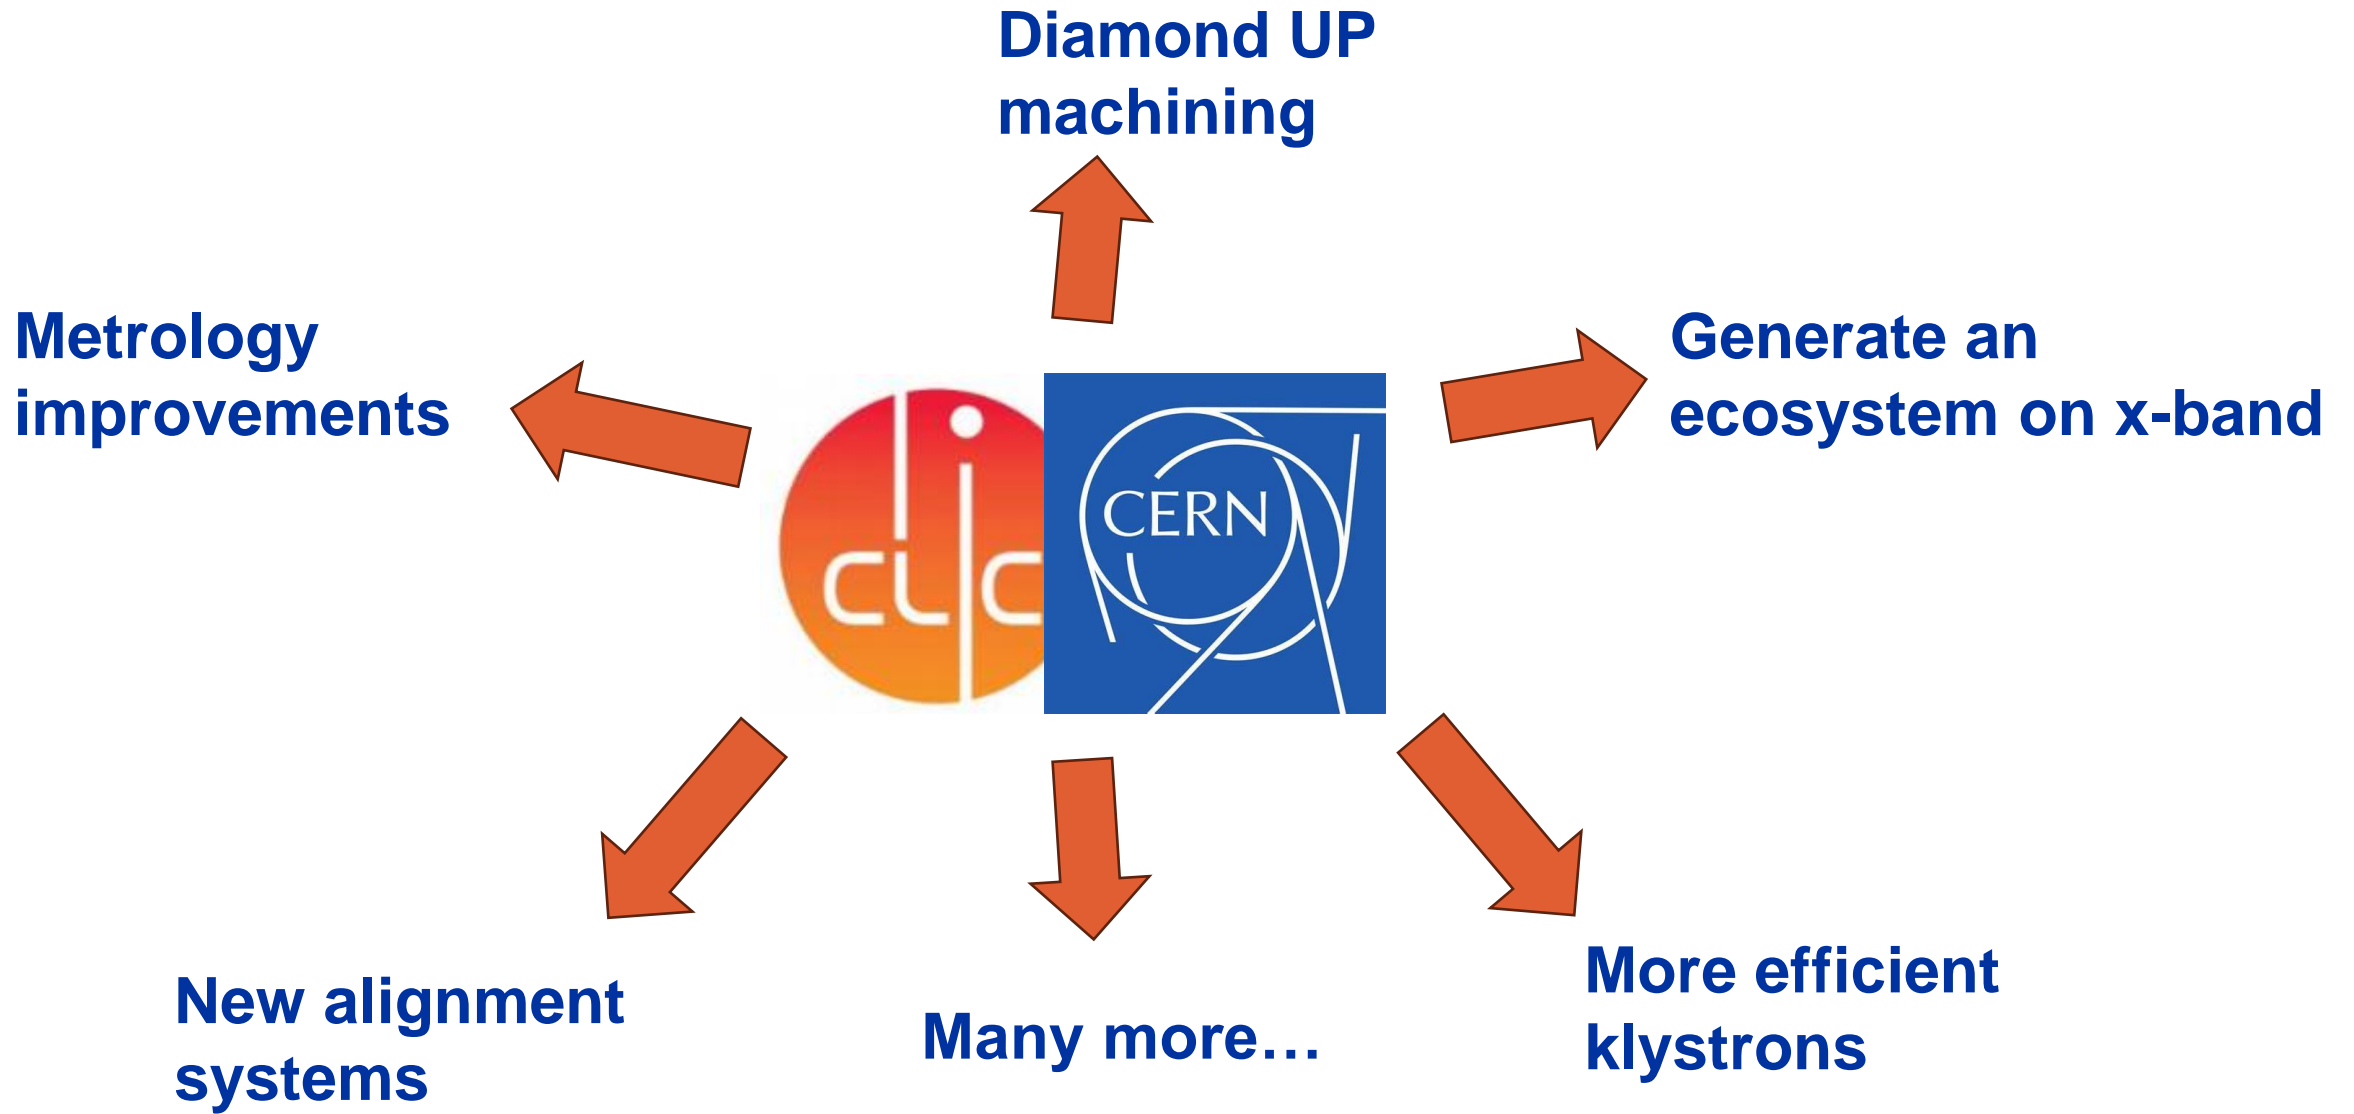 Diamond UP
machining
Metrology
improvements
Generate an
ecosystem on x-band
clic
CERN
New alignment
systems
Many more…
More efficient
klystrons